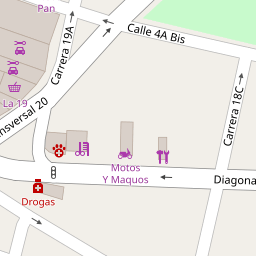 Pan
Calle 4A Bis
Carrera 19A
La 19
nsversal 20
Carrera 18C
Motos
Y Maquos
Diagona
Drogas